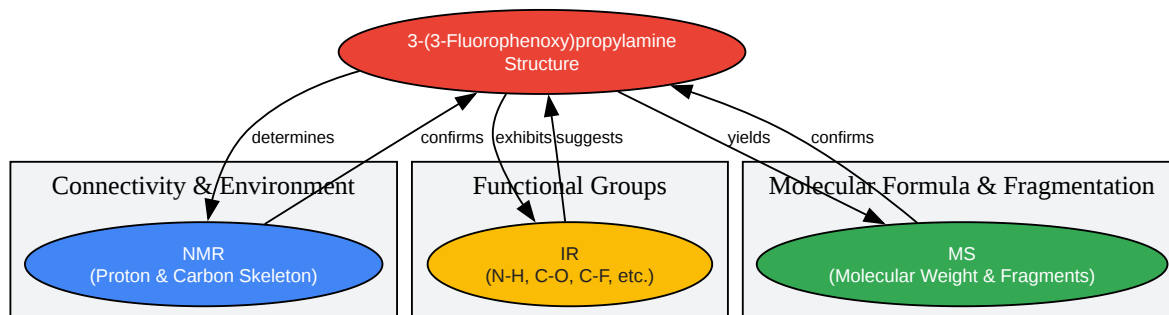 3-(3-Fluorophenoxy)propylamine
Structure
determines
confirms
exhibits
suggests
yields
confirms
Connectivity & Environment
Functional Groups
Molecular Formula & Fragmentation
NMR
(Proton & Carbon Skeleton)
IR
(N-H, C-O, C-F, etc.)
MS
(Molecular Weight & Fragments)